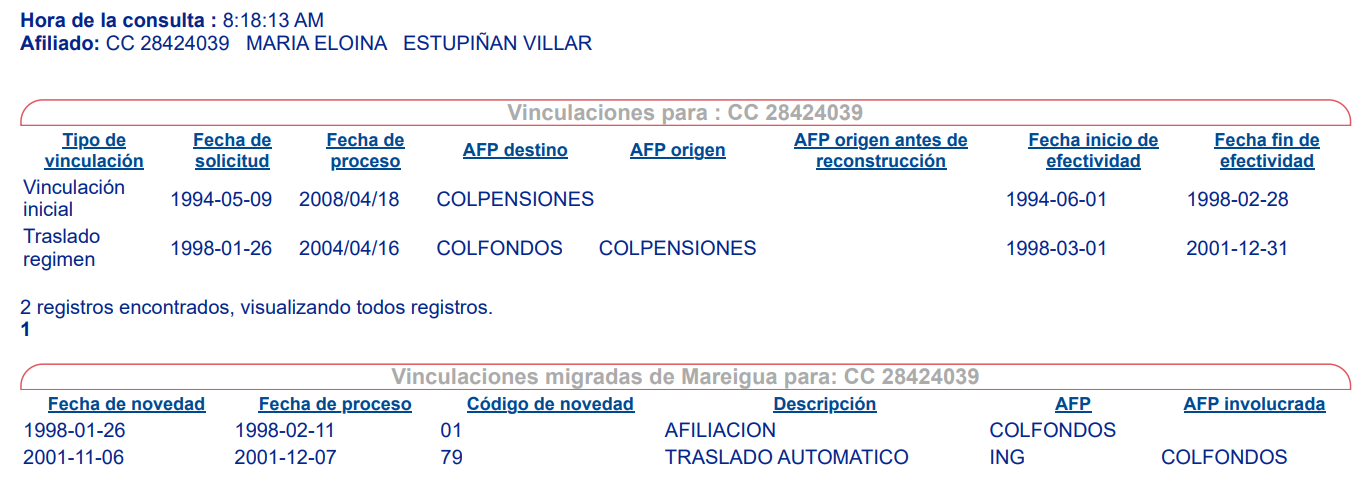 Hora de la consulta : 8:18:13 AM
Afiliado: CC 28424039 MARIA ELOINA ESTUPIÑAN VILLAR
Vinculaciones para : CC 28424039
Tipo de vinculación Fecha de solicitud Fecha de proceso AFP destino AFP origen AFP origen antes de reconstrucción Fecha inicio de efectividad Fecha fin de efectividad
Vinculación inicial 1994-05-09 2008/04/18 COLPENSIONES 1994-06-01 1998-02-28
Traslado regimen 1998-01-26 2004/04/16 COLFONDOS COLPENSIONES 1998-03-01 2001-12-31
2 registros encontrados, visualizando todos registros.
1
Vinculaciones migradas de Mareigua para: CC 28424039
Fecha de novedad Fecha de proceso Código de novedad Descripción AFP AFP involucrada
1998-01-26 1998-02-11 01 AFILIACION COLFONDOS
2001-11-06 2001-12-07 79 TRASLADO AUTOMATICO ING COLFONDOS